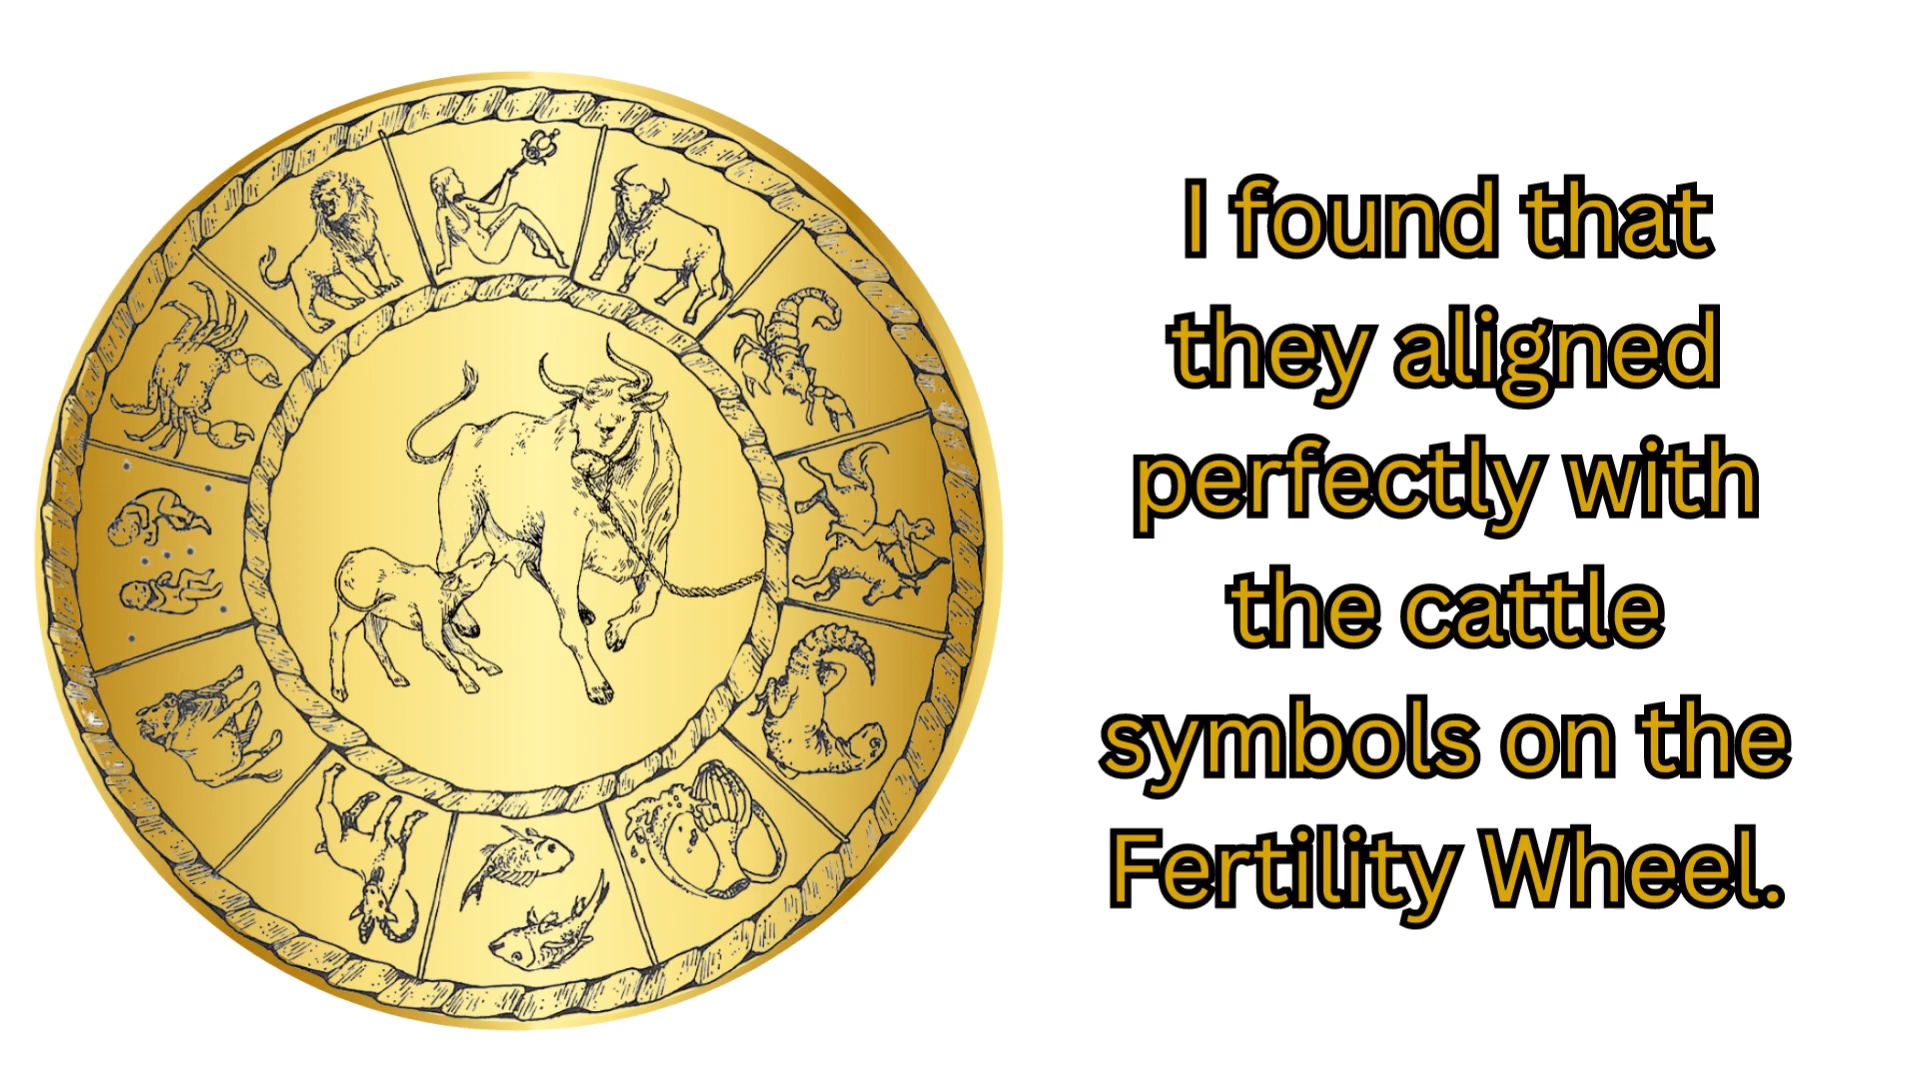 I found that
they aligned
perfectly with
the cattle
symbols on the
Fertility Wheel.